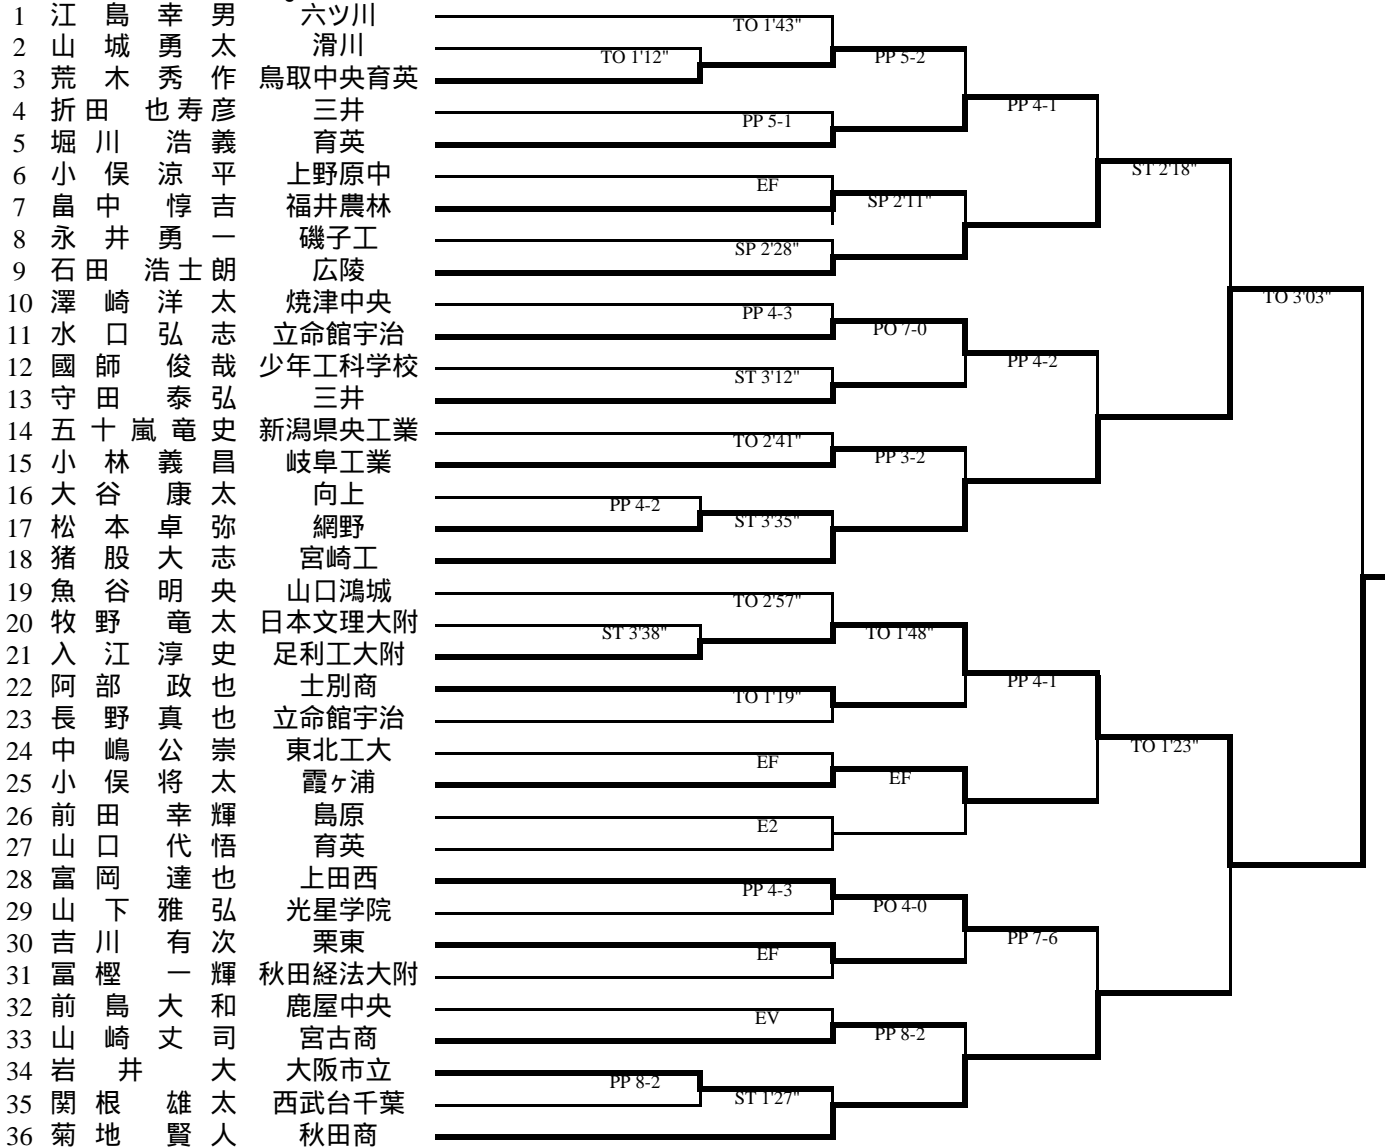 1 江島幸男 六ツ川
TO 1'43"
2 山城勇太 滑川
TO 1'12" PP 5-2
3 荒木秀作 鳥取中央育英
4 折田也寿彦 三井
PP 4-1
PP 5-1
5 堀川浩義 育英
6 小俣涼平 上野原中
ST 2'18"
EF
7 畠中惇吉 福井農林
SP 2'11"
8 永井勇一 磯子工
SP 2'28"
9 石田浩士朗 広陵
10 澤崎洋太 焼津中央
TO 3'03"
PP 4-3
11 水口弘志 立命館宇治
PO 7-0
12 國師俊哉 少年工科学校
PP 4-2
ST 3'12"
13 守田泰弘 三井
14 五十嵐竜史 新潟県央工業
TO 2'41"
15 小林義昌 岐阜工業
PP 3-2
16 大谷康太 向上
PP 4-2
17 松本卓弥 網野
ST 3'35"
18 猪股大志 宮崎工
19 魚谷明央 山口鴻城
TO 2'57"
20 牧野竜太 日本文理大附
ST 3'38" TO 1'48"
21 入江淳史 足利工大附
22 阿部政也 士別商
PP 4-1
TO 1'19"
23 長野真也 立命館宇治
24 中嶋公崇 東北工大
TO 1'23"
EF
25 小俣将太 霞ヶ浦
EF
26 前田幸輝 島原
E2
27 山口代悟 育英
28 富岡達也 上田西
PP 4-3
29 山下雅弘 光星学院
PO 4-0
30 吉川有次 栗東
PP 7-6
EF
31 冨樫一輝 秋田経法大附
32 前島大和 鹿屋中央
EV
33 山崎丈司 宮古商
PP 8-2
34 岩井大 大阪市立
PP 8-2
35 関根雄太 西武台千葉
ST 1'27"
36 菊地賢人 秋田商